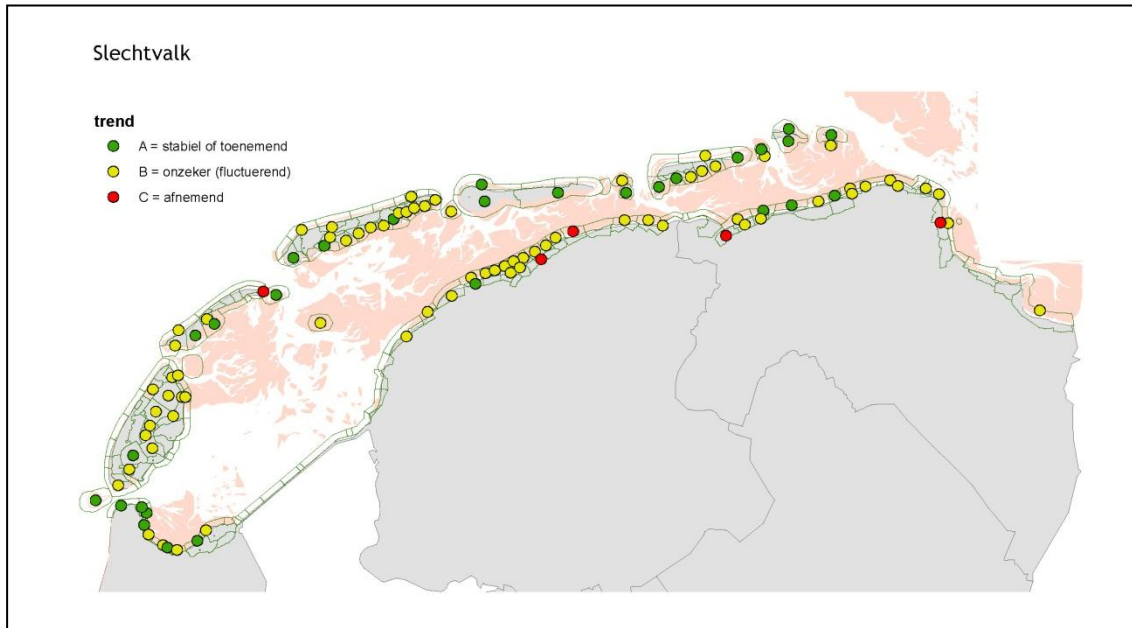 Slechtvalk
trend
A = stabiel of toenemend
B = onzeker (fluctuerend)
C = afnemend